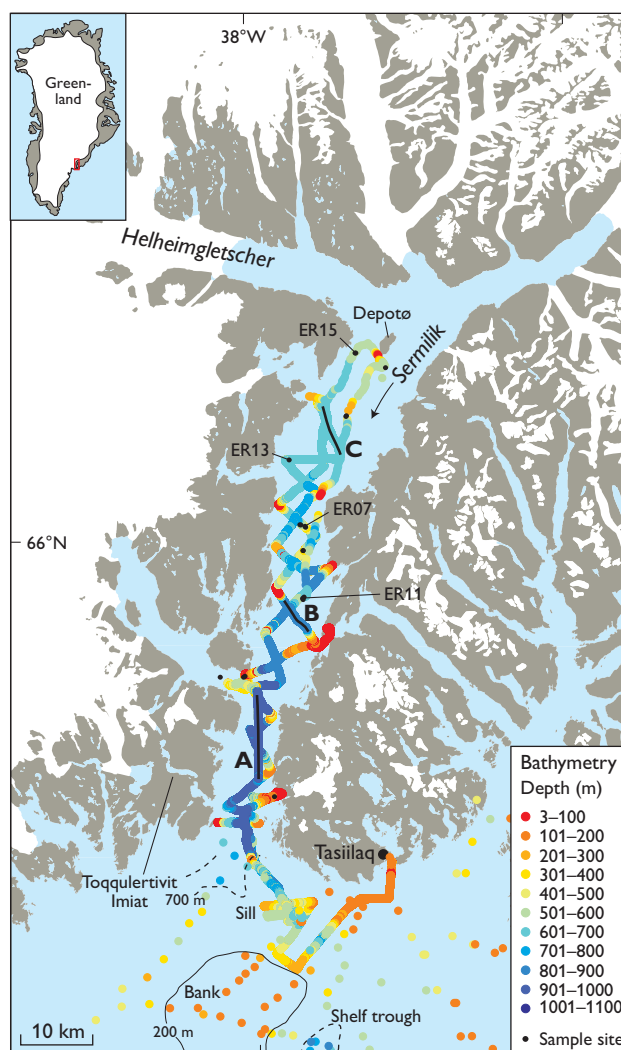 38°W
Green-
land
Helheimgletscher
Depotø
ER15
Sermilik
C
ER13
ER07
66°N
ER11
B
A
Bathymetry
Depth (m)
3–100
101–200
201–300
301–400
401–500
501–600
601–700
701–800
801–900
901–1000
1001–1100
Sample site
Tasiilaq
Toqqulertivit
Imiat
700 m
Sill
Bank
Shelf trough
200 m
10 km